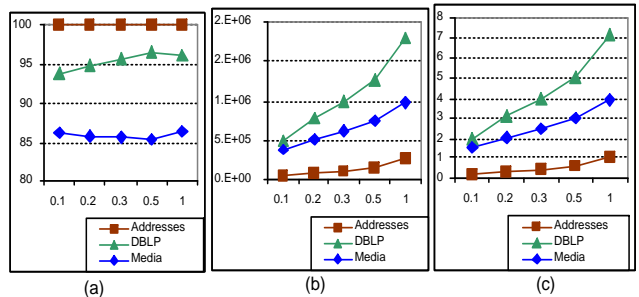 100
95
90
85
80
0.1 0.2 0.3 0.5 1
Addresses
DBLP
Media
(a)
2.E+06
2.E+06
1.E+06
5.E+05
0.E+00
0.1 0.2 0.3 0.5 1
Addresses
DBLP
Media
(b)
8
7
6
5
4
3
2
1
0
0.1 0.2 0.3 0.5 1
Addresses
DBLP
Media
(c)